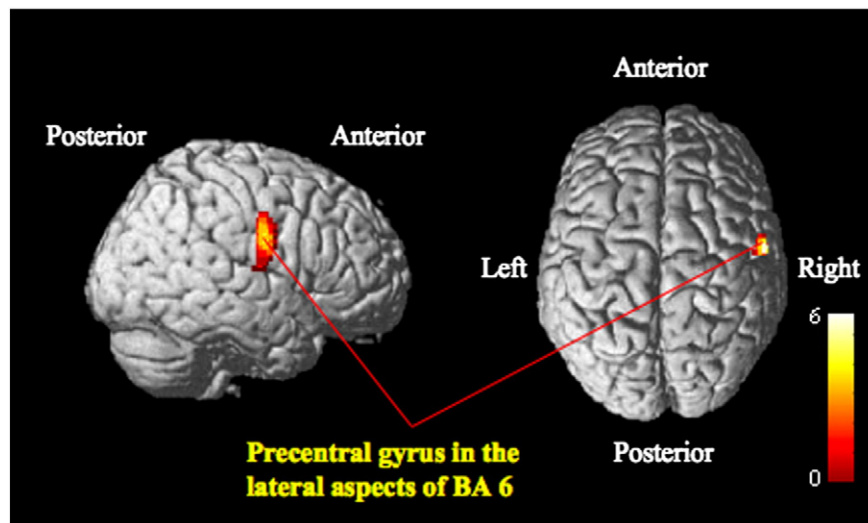 Anterior
Posterior
Anterior
Left
Right
6
0
Precentral gyrus in the
lateral aspects of BA 6
Posterior